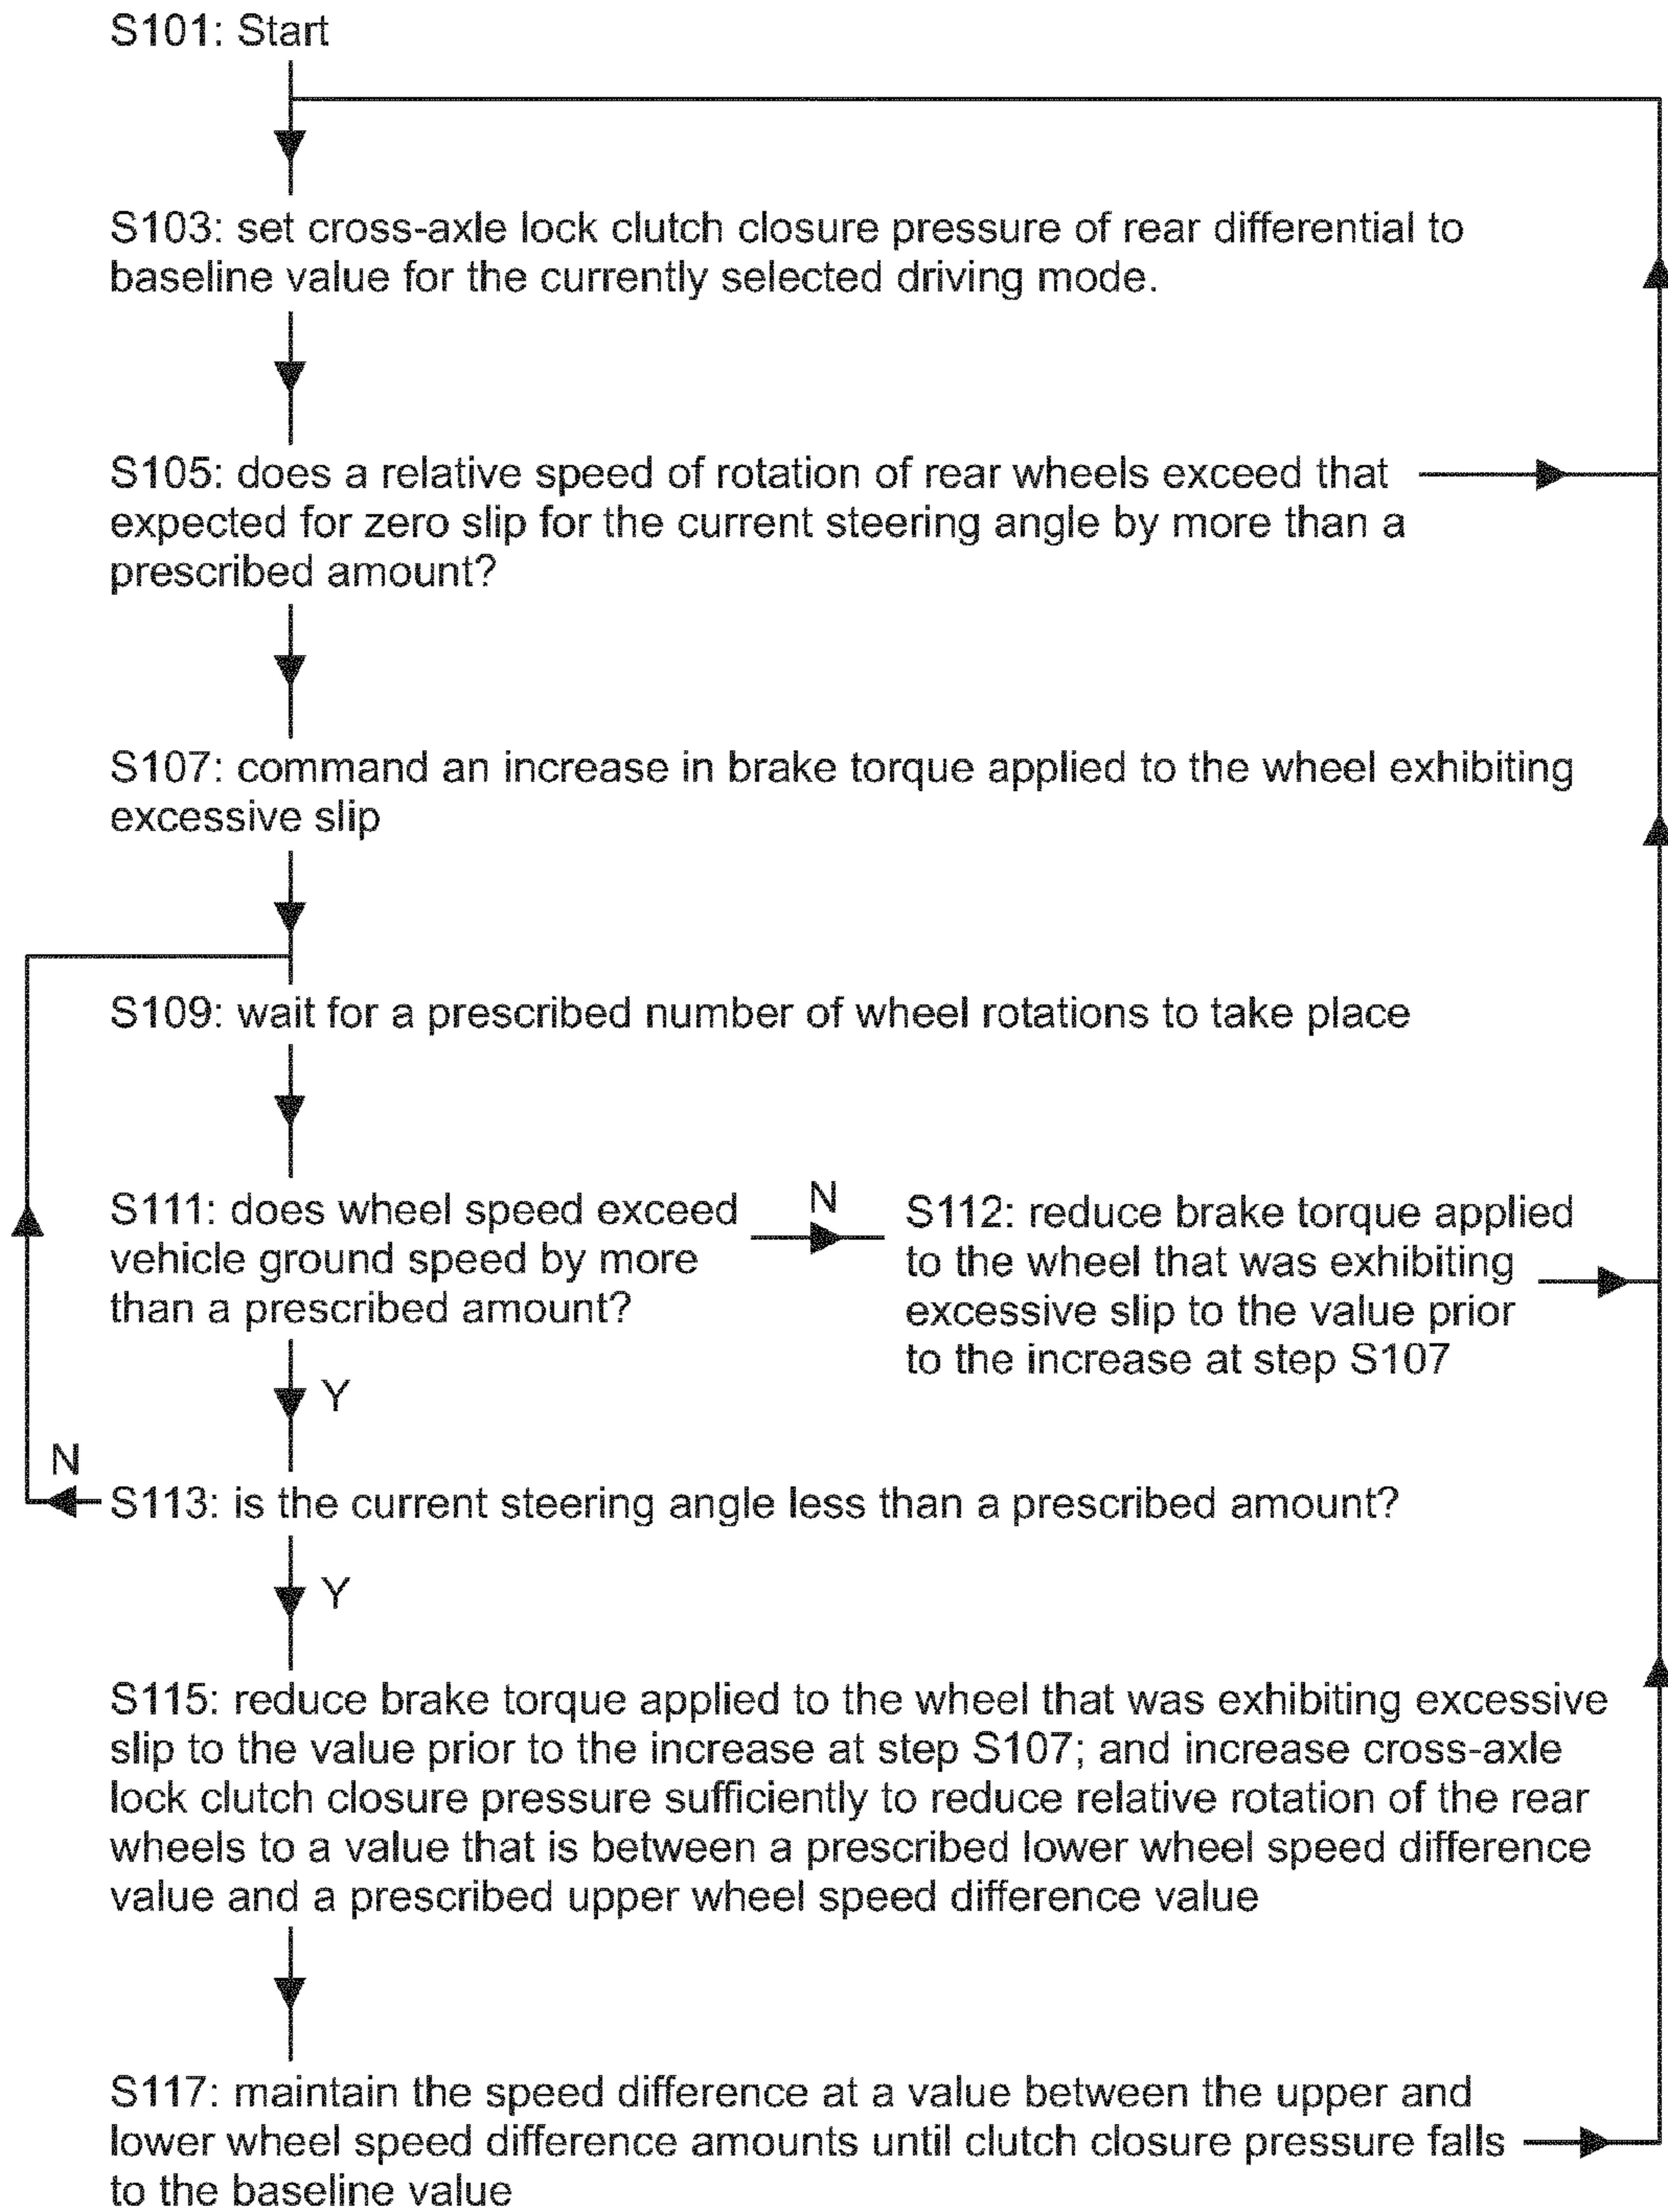 S101: Start
S103: set cross-axle lock clutch closure pressure of rear differential to
baseline value for the currently selected driving mode.
S105: does a relative speed of rotation of rear wheels exceed that
expected for zero slip for the current steering angle by more than a
prescribed amount?
S107: command an increase in brake torque applied to the wheel exhibiting
excessive slip
S109: wait for a prescribed number of wheel rotations to take place
S111: does wheel speed exceed
vehicle ground speed by more
than a prescribed amount?
N
S112: reduce brake torque applied
to the wheel that was exhibiting
excessive slip to the value prior
to the increase at step S107
Y
N
S113: is the current steering angle less than a prescribed amount?
Y
S115: reduce brake torque applied to the wheel that was exhibiting excessive
slip to the value prior to the increase at step S107; and increase cross-axle
lock clutch closure pressure sufficiently to reduce relative rotation of the rear
wheels to a value that is between a prescribed lower wheel speed difference
value and a prescribed upper wheel speed difference value
S117: maintain the speed difference at a value between the upper and
lower wheel speed difference amounts until clutch closure pressure falls
to the baseline value